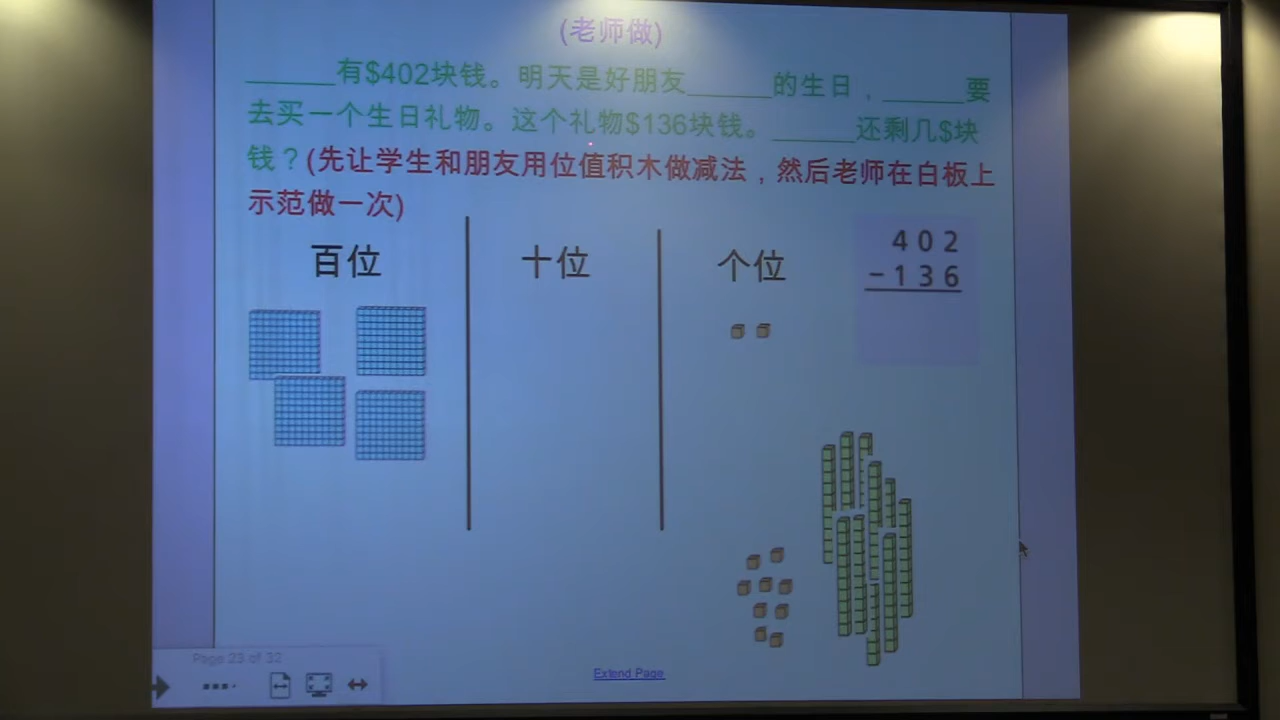 (老师做)
______有$402块钱。明天是好朋友______的生日，______要
去买一个生日礼物。这个礼物$136块钱。______还剩几$块
钱？(先让学生和朋友用位值积木做减法，然后老师在白板上
示范做一次)
百位 十位 个位
402
-136
Page 23 of 32
Extend Page